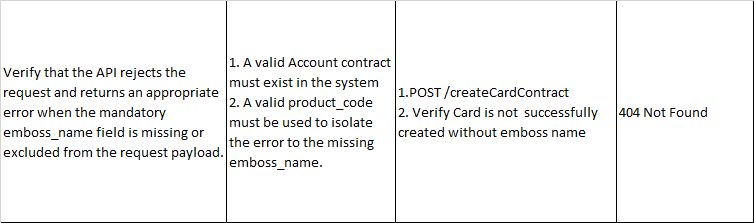 Verify that the API rejects the
request and returns an appropriate
error when the mandatory
emboss_name field is missing or
excluded from the request payload.
1. A valid Account contract
must exist in the system
2. A valid product_code
must be used to isolate
the error to the missing
emboss_name.
1.POST /createCardContract
2. Verify Card is not  successfully
created without emboss name
404 Not Found